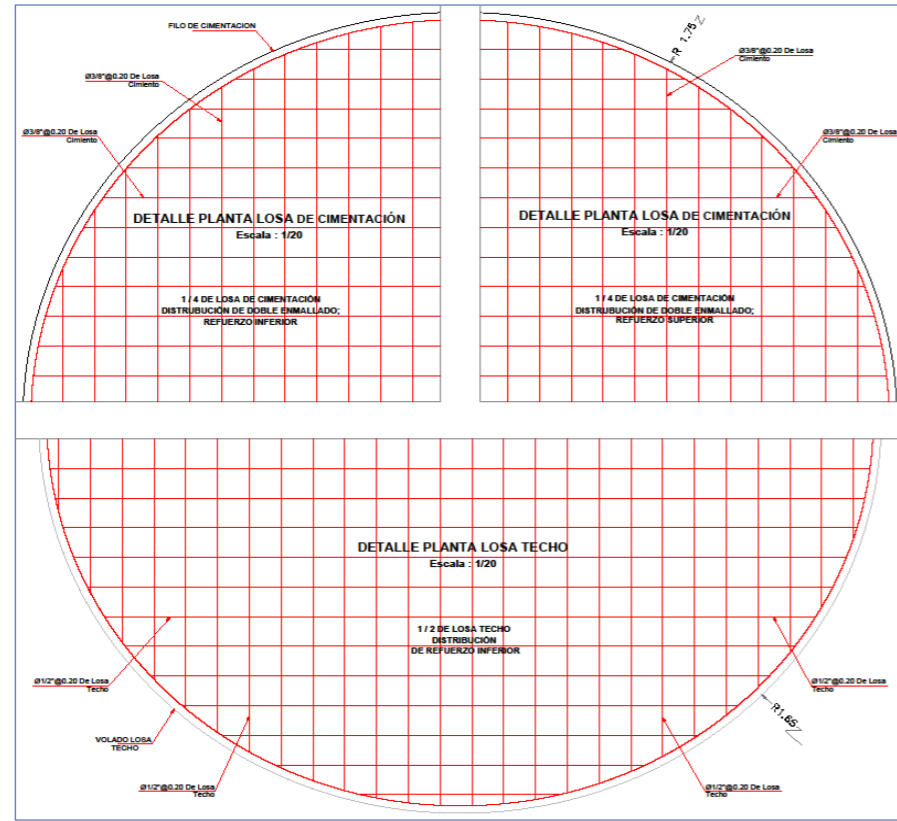 FILO DE CIMENTACION
Ø3/8"@0.20 De Losa
Cimiento
Ø3/8"@0.20 De Losa
Cimiento
DETALLE PLANTA LOSA DE CIMENTACIÓN
Escala : 1/20
1 / 4 DE LOSA DE CIMENTACIÓN
DISTRUBUCIÓN DE DOBLE ENMALLADO;
REFUERZO INFERIOR
R 1.75
Ø3/8"@0.20 De Losa
Cimiento
Ø3/8"@0.20 De Losa
Cimiento
DETALLE PLANTA LOSA DE CIMENTACIÓN
Escala : 1/20
1 / 4 DE LOSA DE CIMENTACIÓN
DISTRUBUCIÓN DE DOBLE ENMALLADO;
REFUERZO SUPERIOR
DETALLE PLANTA LOSA TECHO
Escala : 1/20
1 / 2 DE LOSA TECHO
DISTRIBUCIÓN
DE REFUERZO INFERIOR
Ø1/2"@0.20 De Losa
Techo
Ø1/2"@0.20 De Losa
Techo
R1.65
VOLADO LOSA
TECHO
Ø1/2"@0.20 De Losa
Techo
Ø1/2"@0.20 De Losa
Techo